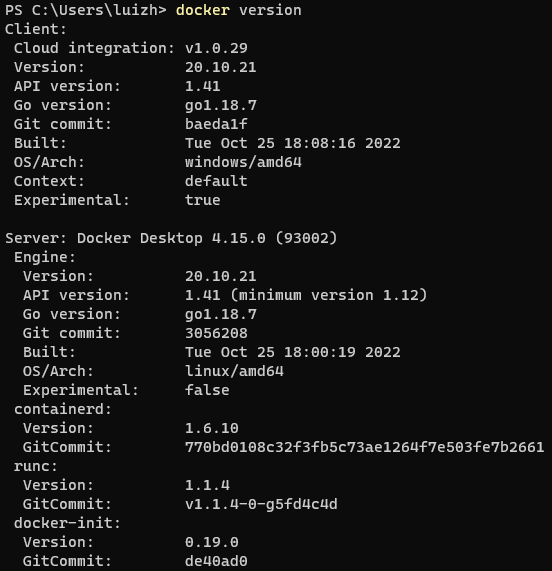 PS C:\Users\luizh> docker version
Client:
 Cloud integration: v1.0.29
 Version:           20.10.21
 API version:       1.41
 Go version:        go1.18.7
 Git commit:        baeda1f
 Built:             Tue Oct 25 18:08:16 2022
 OS/Arch:           windows/amd64
 Context:           default
 Experimental:      true

Server: Docker Desktop 4.15.0 (93002)
 Engine:
  Version:          20.10.21
  API version:      1.41 (minimum version 1.12)
  Go version:       go1.18.7
  Git commit:       3056208
  Built:            Tue Oct 25 18:00:19 2022
  OS/Arch:          linux/amd64
  Experimental:     false
 containerd:
  Version:          1.6.10
  GitCommit:        770bd0108c32f3fb5c73ae1264f7e503fe7b2661
 runc:
  Version:          1.1.4
  GitCommit:        v1.1.4-0-g5fd4c4d
 docker-init:
  Version:          0.19.0
  GitCommit:        de40ad0